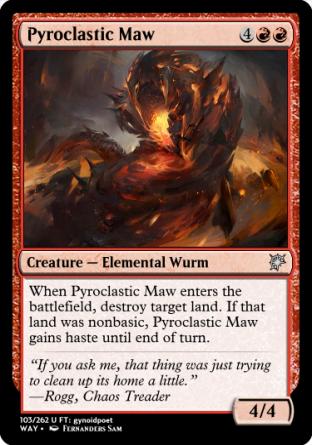 Pyroclastic Maw 4
Creature — Elemental Wurm
When Pyroclastic Maw enters the
battlefield, destroy target land. If that
land was nonbasic, Pyroclastic Maw
gains haste until end of turn.
“If you ask me, that thing was just trying
to clean up its home a little.”
—Rogg, Chaos Treader
4/4
103/262 U FT: gynoidpoet
WAY • Fernanders Sam